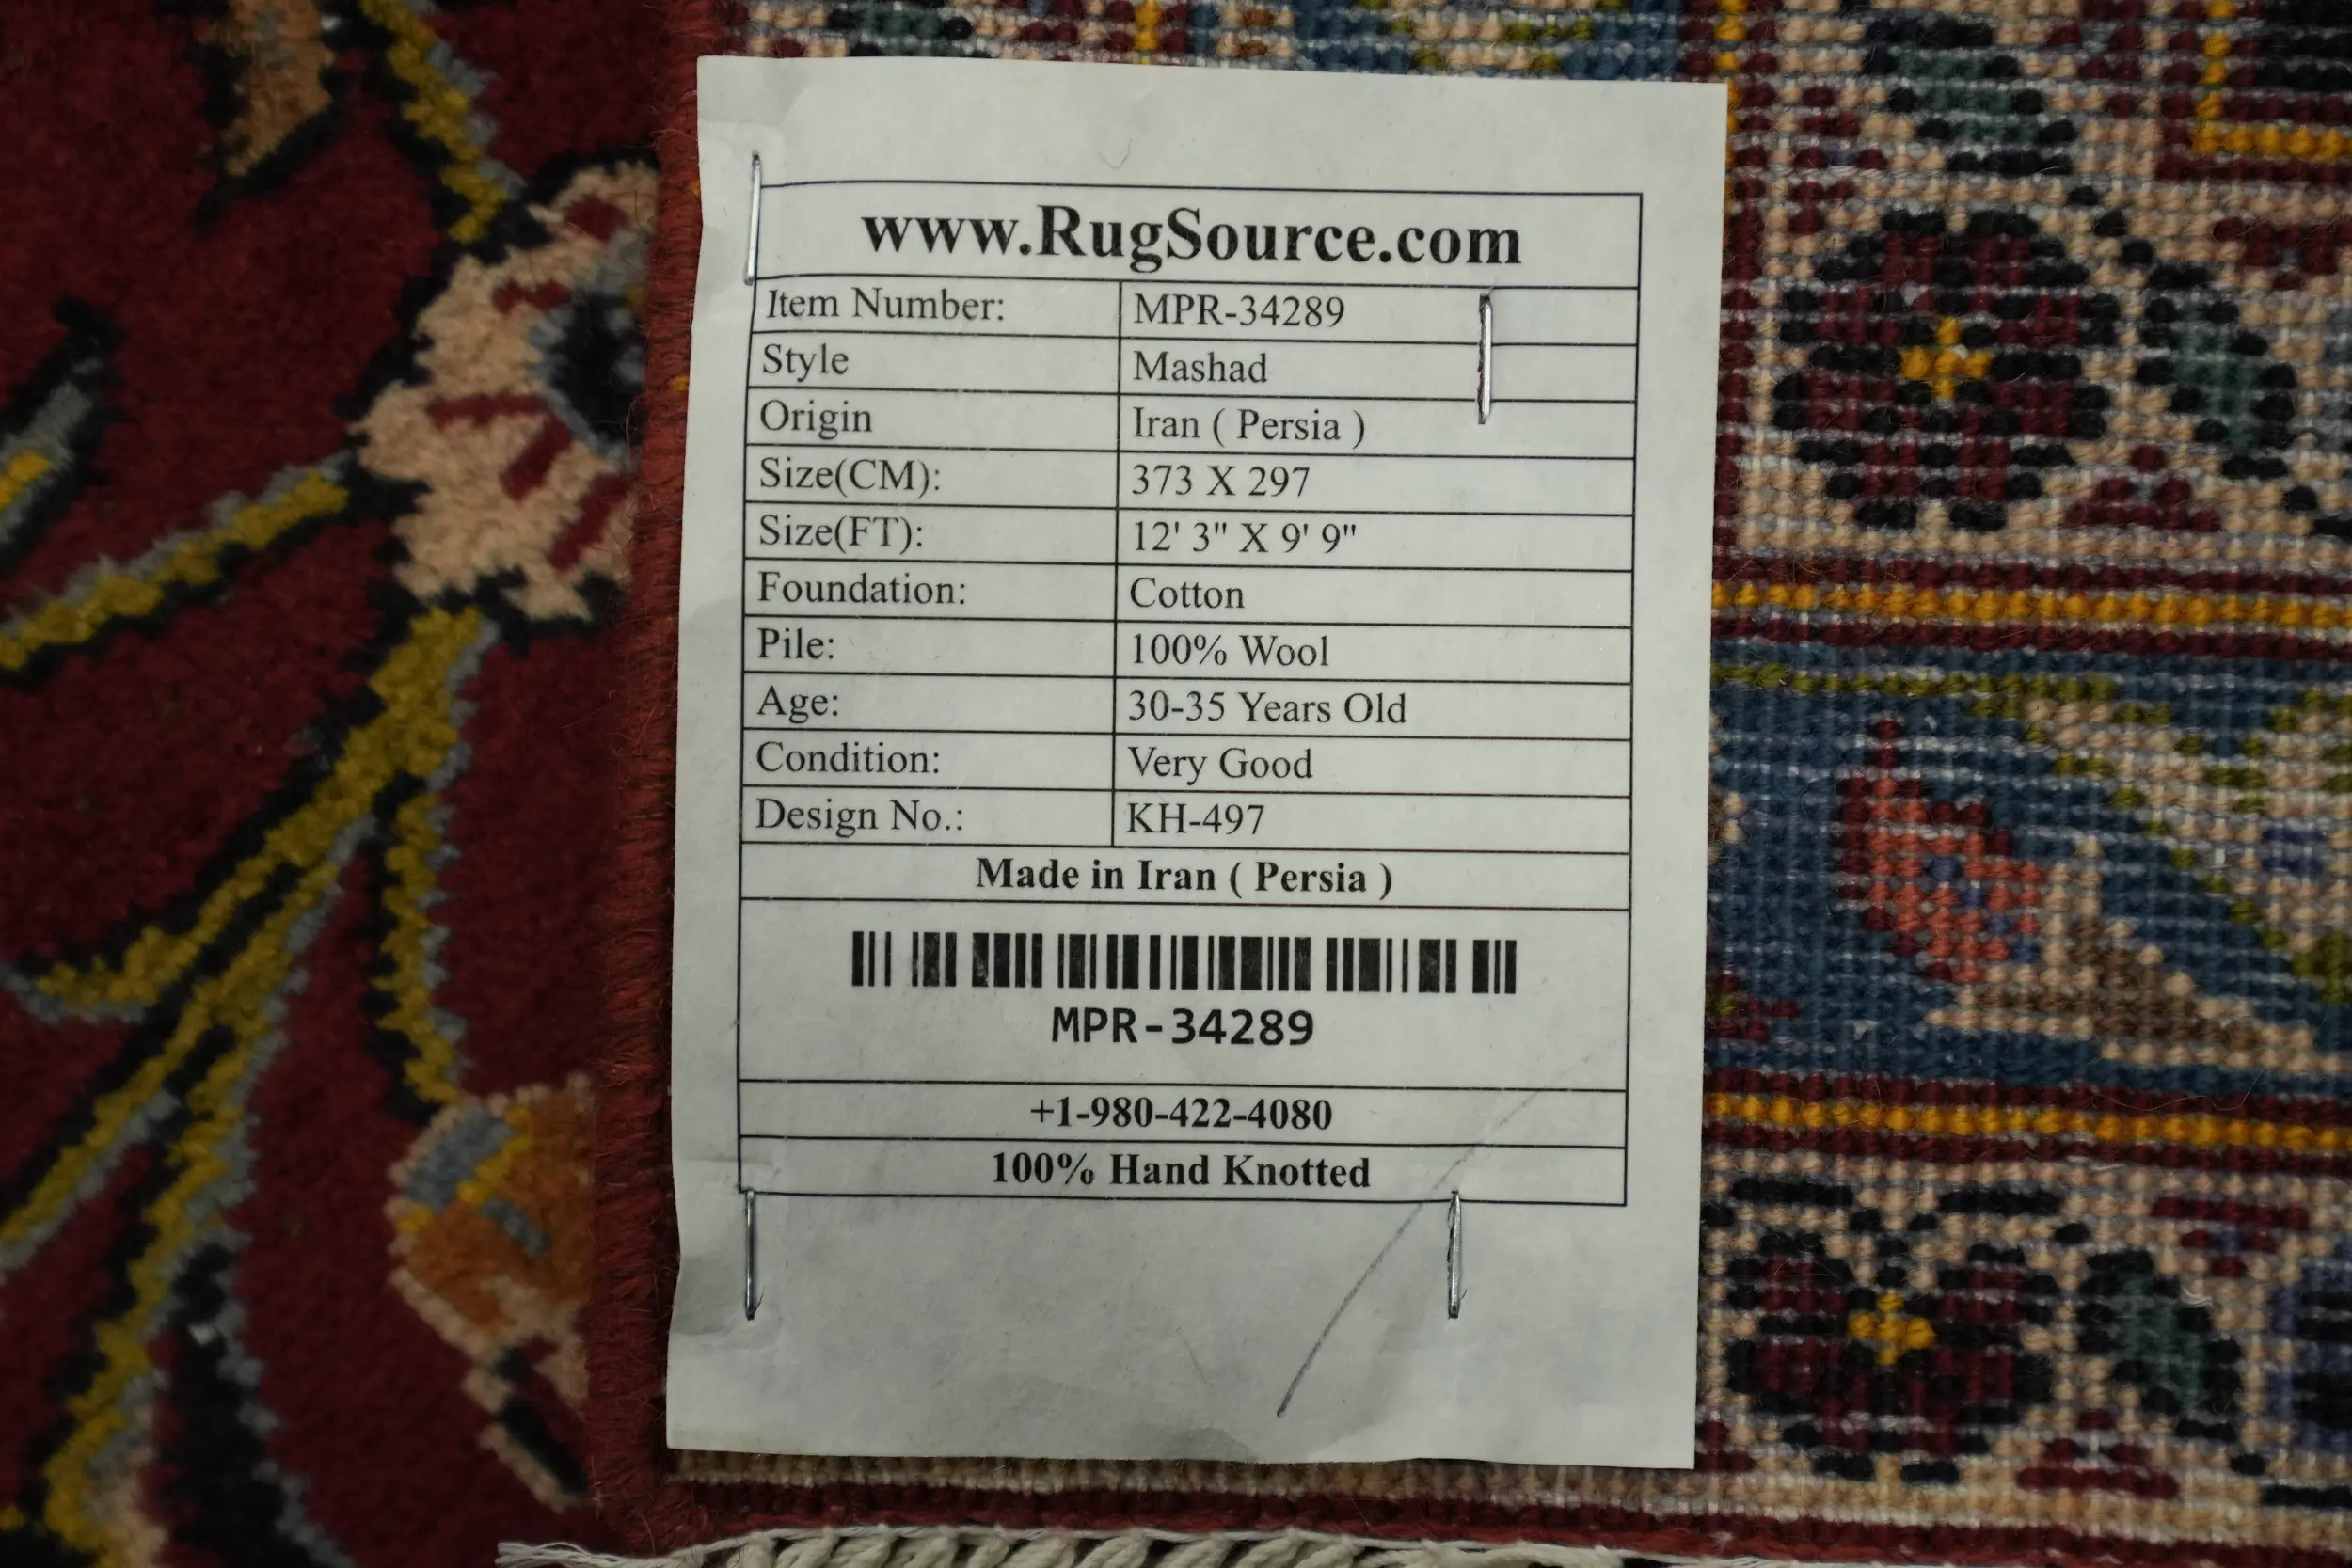 www.RugSource.com
Item Number: MPR-34289
Style Mashad
Origin Iran ( Persia )
Size(CM): 373 X 297
Size(FT): 12' 3" X 9' 9"
Foundation: Cotton
Pile: 100% Wool
Age: 30-35 Years Old
Condition: Very Good
Design No.: KH-497
Made in Iran ( Persia )
MPR-34289
+1-980-422-4080
100% Hand Knotted